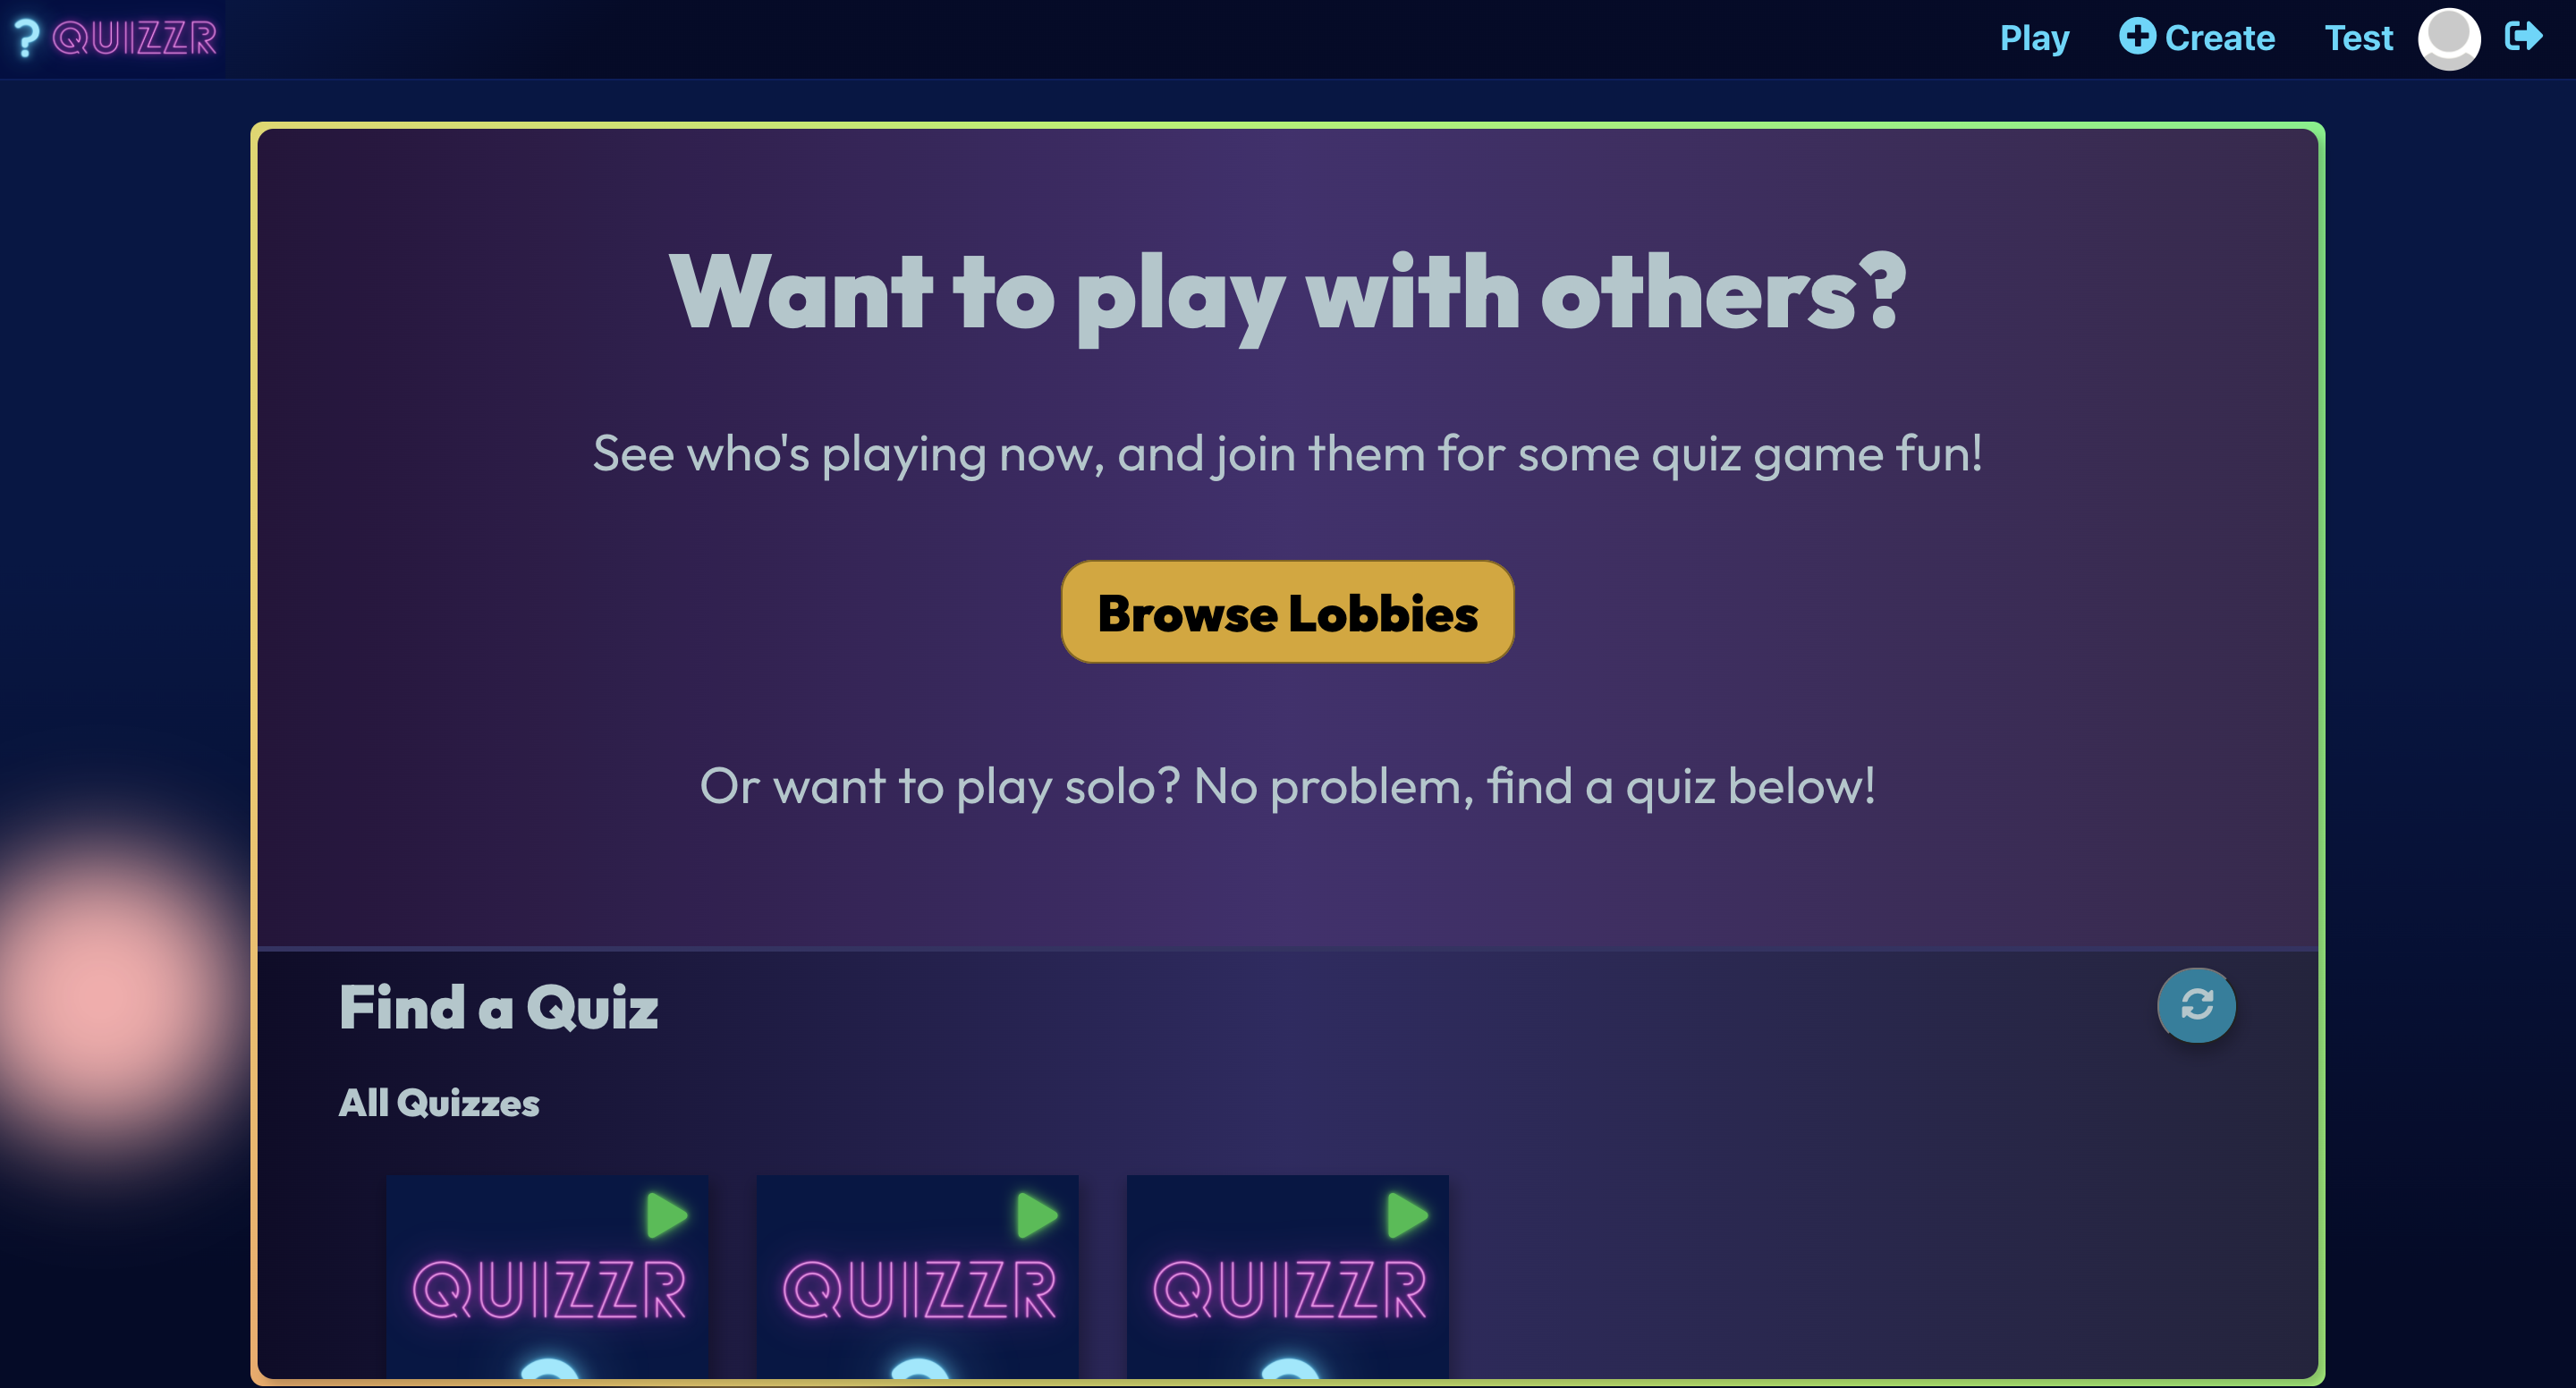 ? QUIZZR
Play
Create
Test
Want to play with others?
See who's playing now, and join them for some quiz game fun!
Browse Lobbies
Or want to play solo? No problem, find a quiz below!
Find a Quiz
All Quizzes
QUIZZR
QUIZZR
QUIZZR